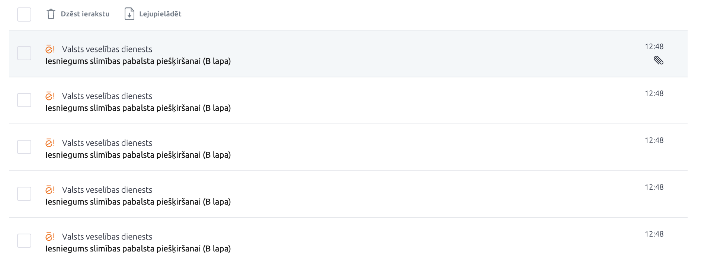 Dzēst ierakstu Lejupielādēt
Valsts veselības dienests 12:48
Iesniegums slimības pabalsta piešķiršanai (B lapa)
Valsts veselības dienests 12:48
Iesniegums slimības pabalsta piešķiršanai (B lapa)
Valsts veselības dienests 12:48
Iesniegums slimības pabalsta piešķiršanai (B lapa)
Valsts veselības dienests 12:48
Iesniegums slimības pabalsta piešķiršanai (B lapa)
Valsts veselības dienests 12:48
Iesniegums slimības pabalsta piešķiršanai (B lapa)